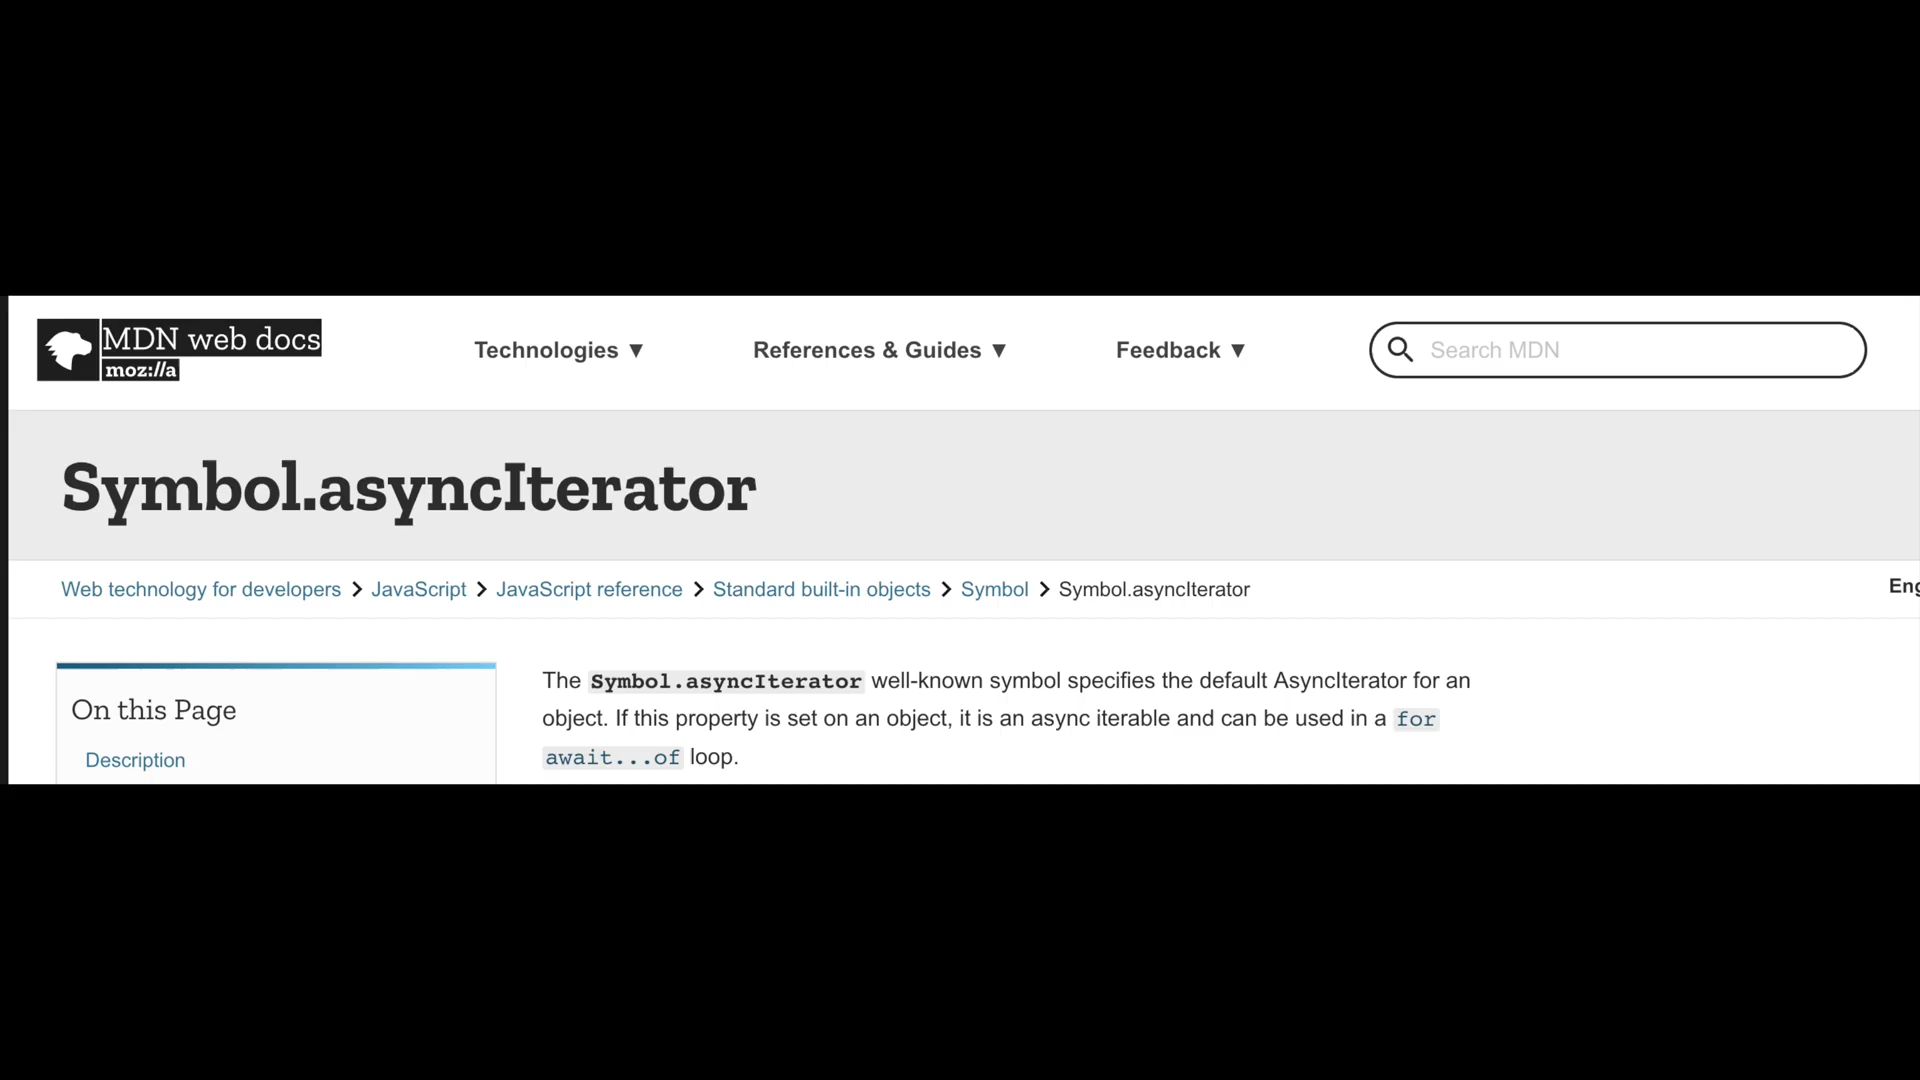 MDN web docs
moz://a
Technologies ▼
References & Guides ▼
Feedback ▼
Search MDN
Symbol.asyncIterator
Web technology for developers > JavaScript > JavaScript reference > Standard built-in objects > Symbol > Symbol.asyncIterator
Eng
On this Page
Description
The Symbol.asyncIterator well-known symbol specifies the default AsyncIterator for an
object. If this property is set on an object, it is an async iterable and can be used in a for
await...of loop.